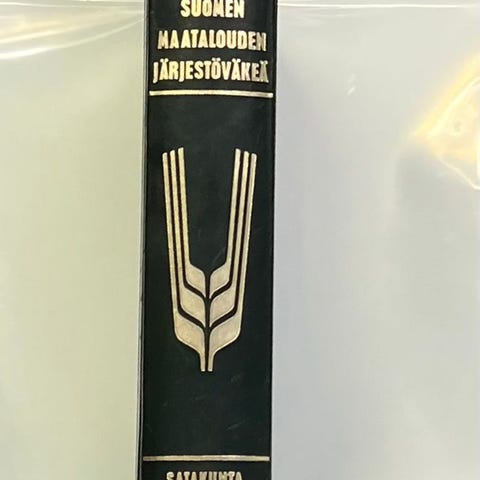 SUOMEN
MAATALOUDEN
JÄRJESTÖVÄKEÄ
SATAKUNTA